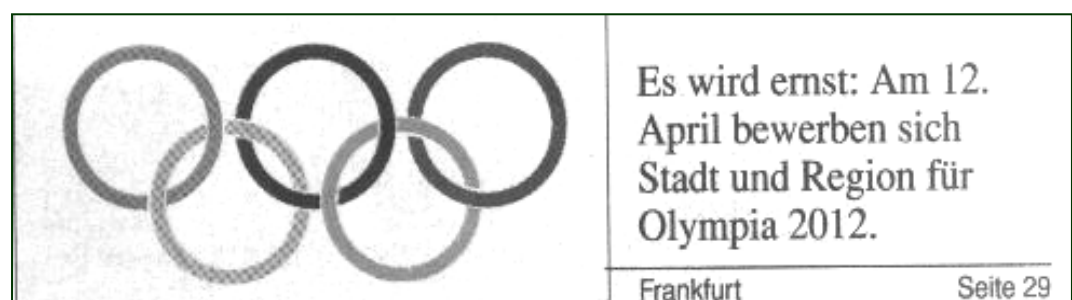 Es wird ernst: Am 12.
April bewerben sich
Stadt und Region für
Olympia 2012.
Frankfurt Seite 29